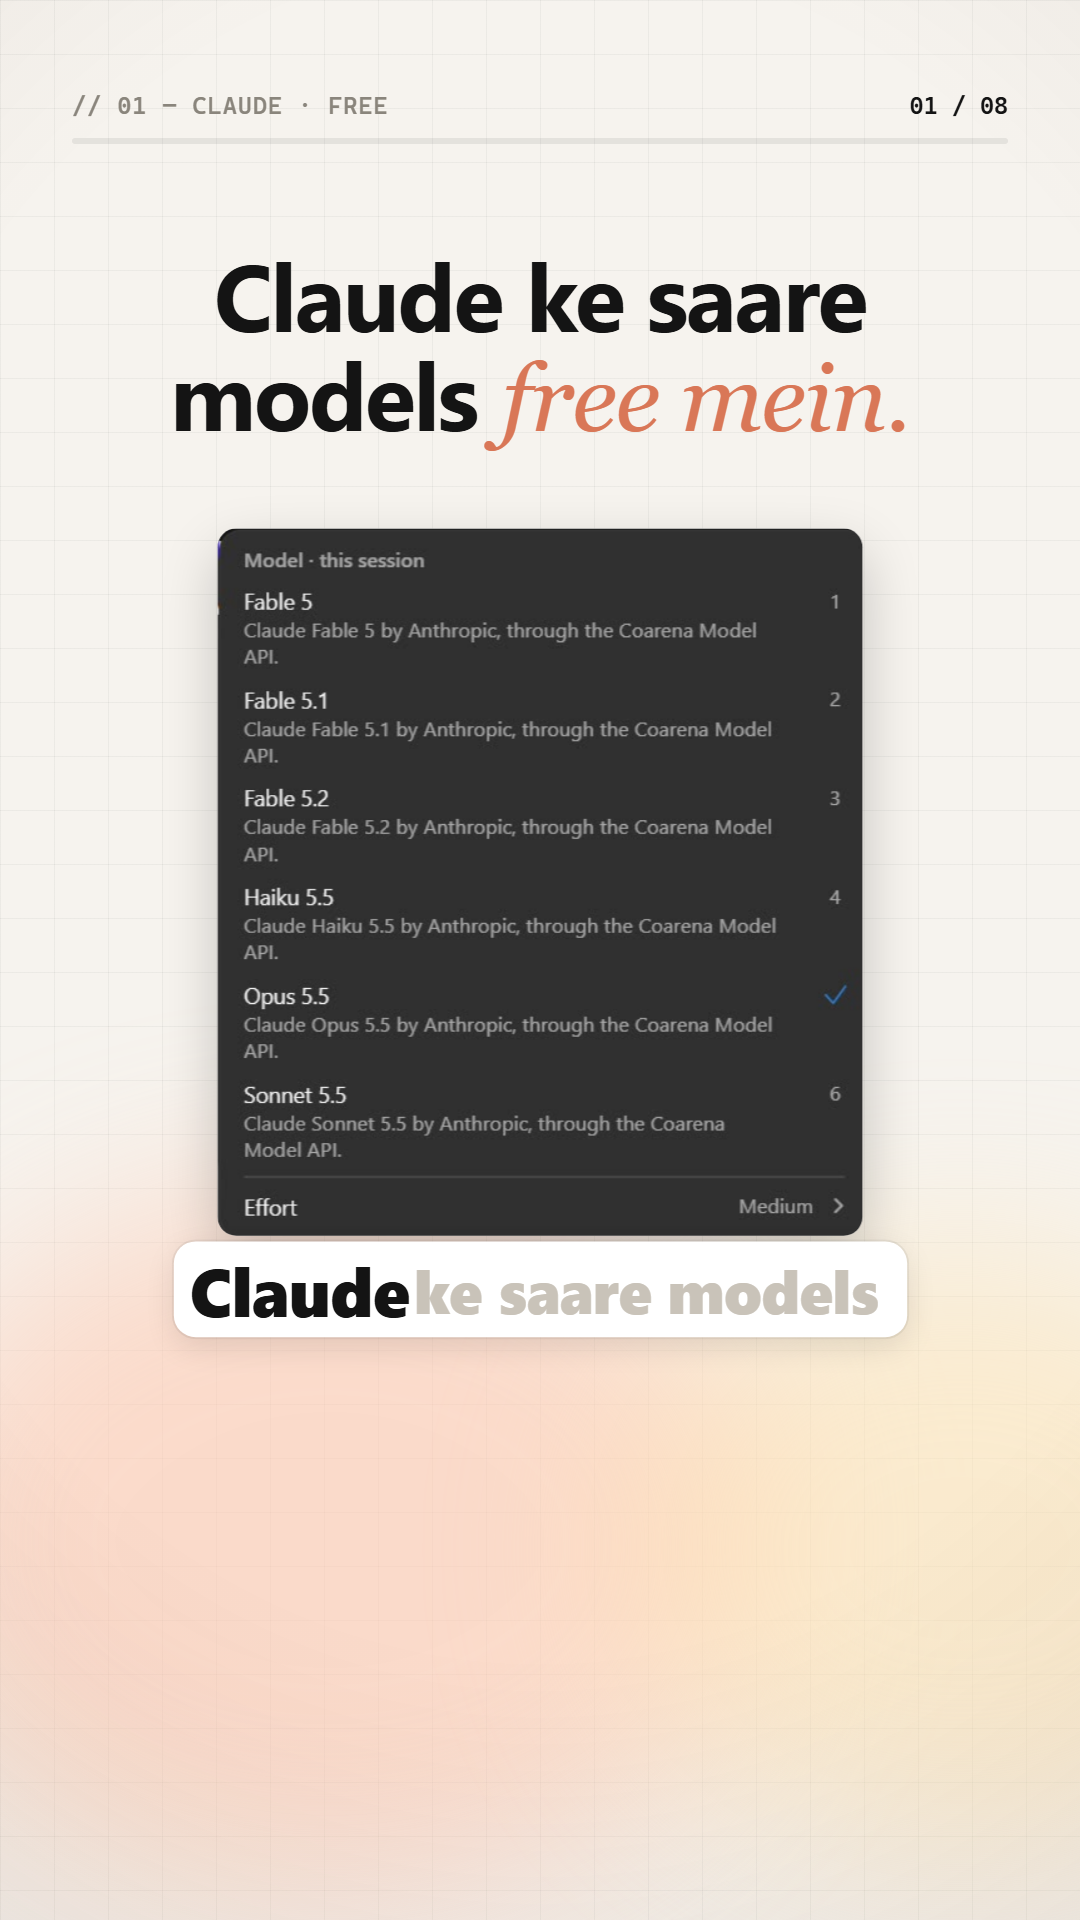 // 01 — CLAUDE · FREE
01 / 08
Claude ke saare
models free mein.
Model · this session
Fable 5 1
Claude Fable 5 by Anthropic, through the Coarena Model
API.
Fable 5.1 2
Claude Fable 5.1 by Anthropic, through the Coarena Model
API.
Fable 5.2 3
Claude Fable 5.2 by Anthropic, through the Coarena Model
API.
Haiku 5.5 4
Claude Haiku 5.5 by Anthropic, through the Coarena Model
API.
Opus 5.5
Claude Opus 5.5 by Anthropic, through the Coarena Model
API.
Sonnet 5.5 6
Claude Sonnet 5.5 by Anthropic, through the Coarena
Model API.
Effort Medium
Claude ke saare models